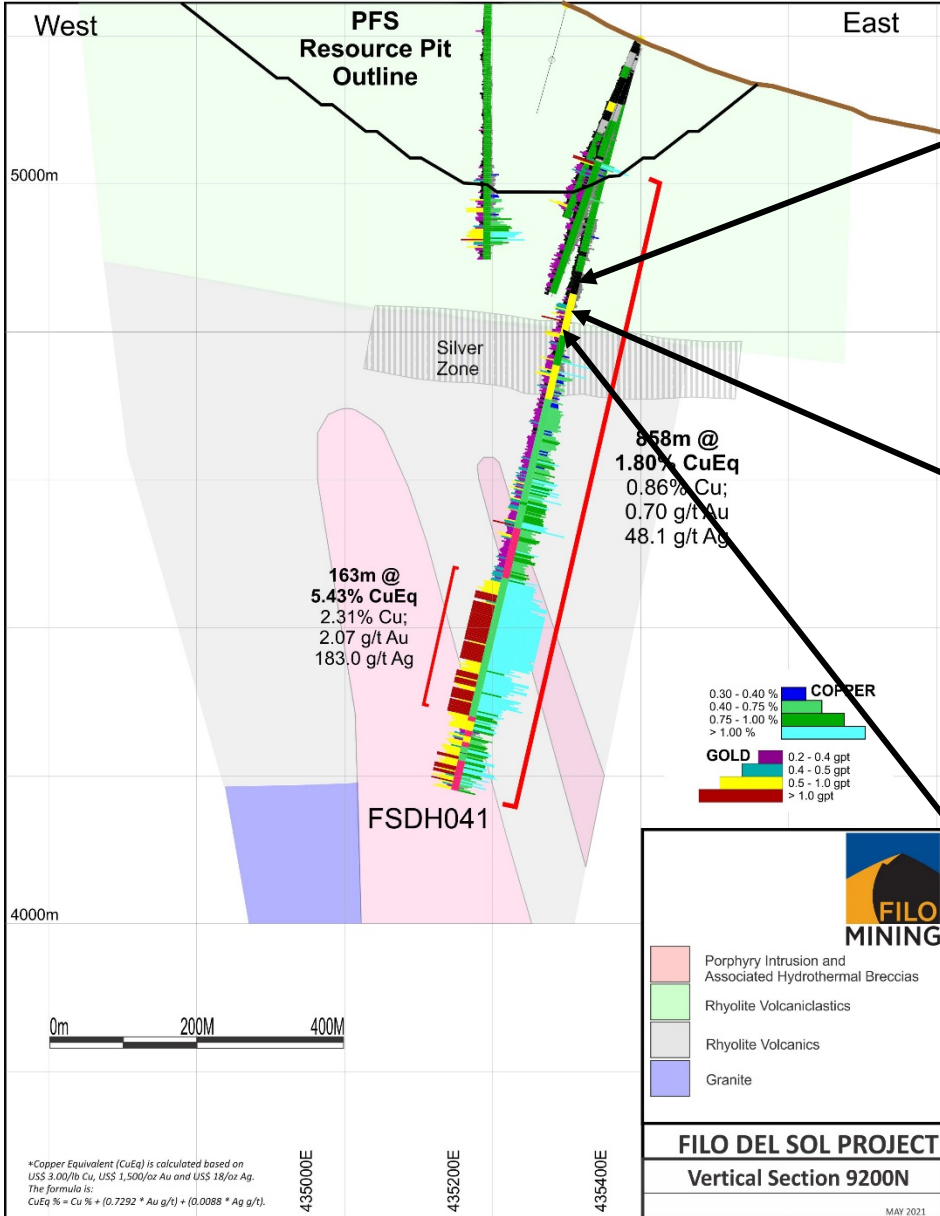 West
PFS
Resource Pit
Outline
East
5000m
Silver
Zone
858m @
1.80% CuEq
0.86% Cu;
0.70 g/t Au
48.1 g/t Ag
163m @
5.43% CuEq
2.31% Cu;
2.07 g/t Au
183.0 g/t Ag
COPPER
0.30 - 0.40 %
0.40 - 0.75 %
0.75 - 1.00 %
> 1.00 %
GOLD
0.2 - 0.4 gpt
0.4 - 0.5 gpt
0.5 - 1.0 gpt
> 1.0 gpt
FSDH041
4000m
FILO
MINING
Porphyry Intrusion and
Associated Hydrothermal Breccias
Rhyolite Volcaniclastics
Rhyolite Volcanics
Granite
0m 200M 400M
435000E
435200E
435400E
FILO DEL SOL PROJECT
Vertical Section 9200N
MAY 2021
*Copper Equivalent (CuEq) is calculated based on
US$ 3.00/lb Cu, US$ 1,500/oz Au and US$ 18/oz Ag.
The formula is:
CuEq % = Cu % + (0.7292 * Au g/t) + (0.0088 * Ag g/t).